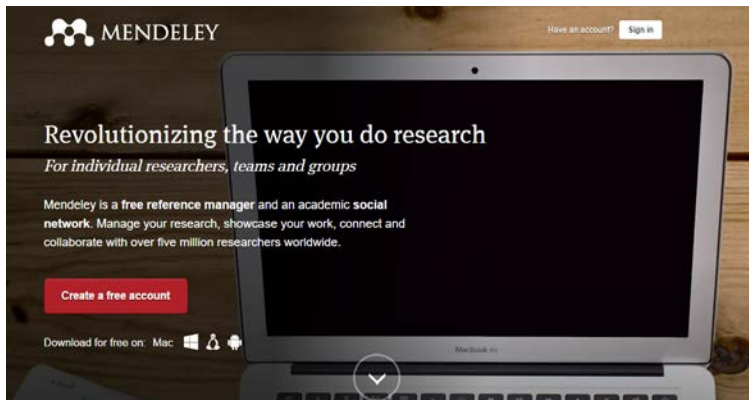 MENDELEY
Have an account? Sign in
Revolutionizing the way you do research
For individual researchers, teams and groups
Mendeley is a free reference manager and an academic social
network. Manage your research, showcase your work, connect and
collaborate with over five million researchers worldwide.
Create a free account
Download for free on: Mac
MacBook Air